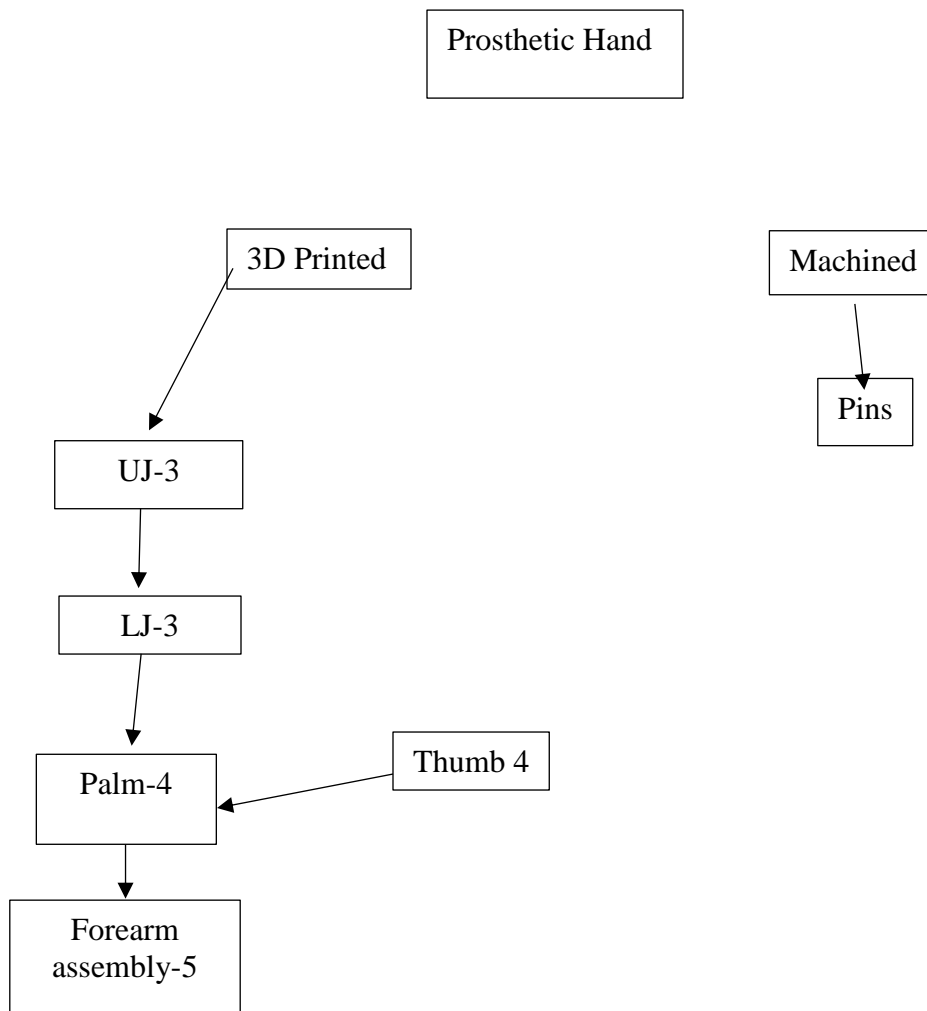 Prosthetic Hand
3D Printed
Machined
Pins
UJ-3
LJ-3
Thumb 4
Palm-4
Forearm
assembly-5